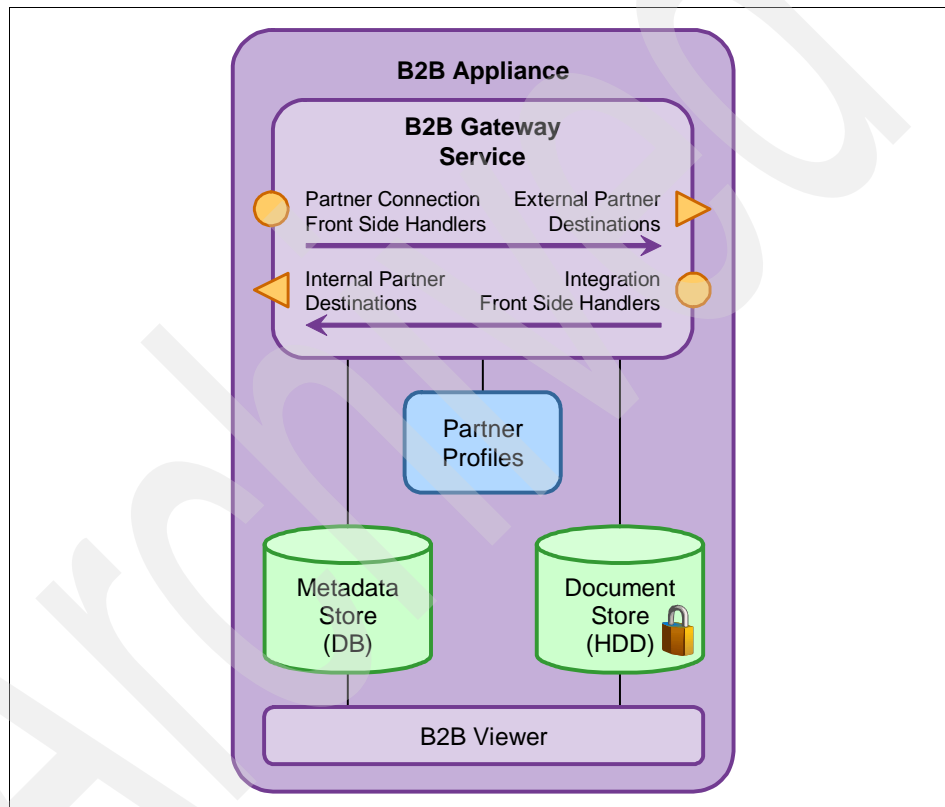 B2B Appliance
B2B Gateway
Service
Partner Connection
Front Side Handlers
External Partner
Destinations
Internal Partner
Destinations
Integration
Front Side Handlers
Partner
Profiles
Metadata
Store
(DB)
Document
Store
(HDD)
B2B Viewer
Archived